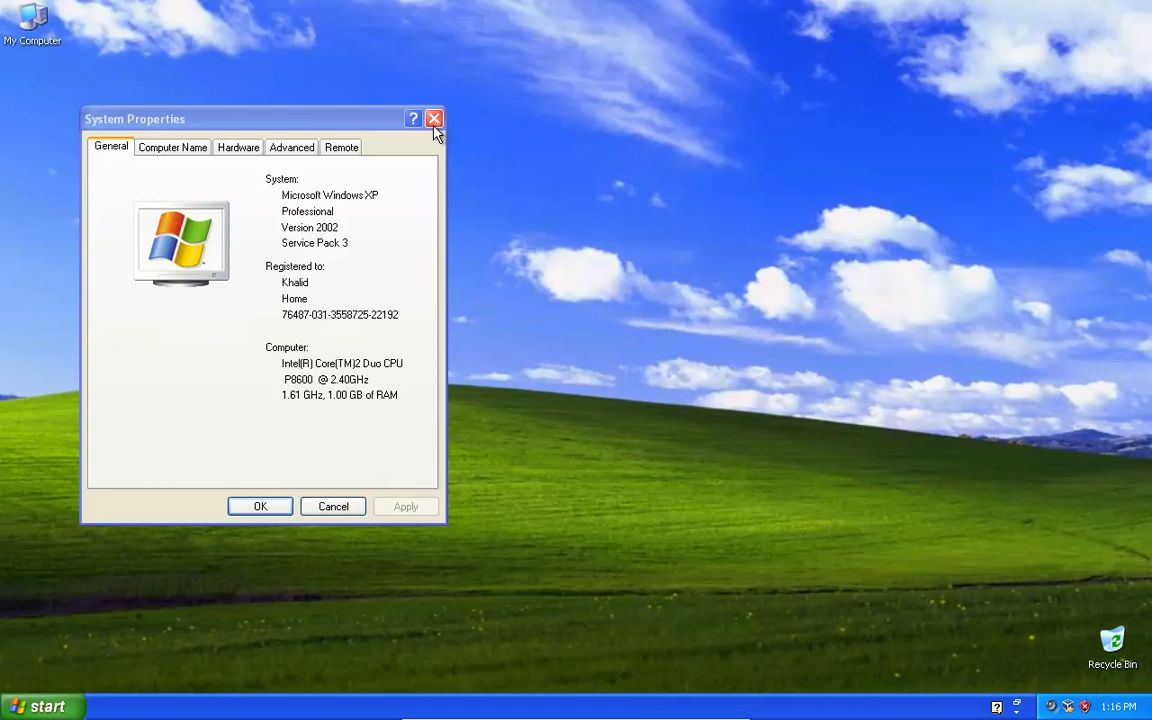 My Computer
System Properties
General
Computer Name
Hardware
Advanced
Remote
System:
Microsoft Windows XP
Professional
Version 2002
Service Pack 3
Registered to:
Khalid
Home
76487-031-3558725-22192
Computer:
Intel(R) Core(TM)2 Duo CPU
P8600 @ 2.40GHz
1.61 GHz, 1.00 GB of RAM
OK
Cancel
Apply
Recycle Bin
start
1:16 PM